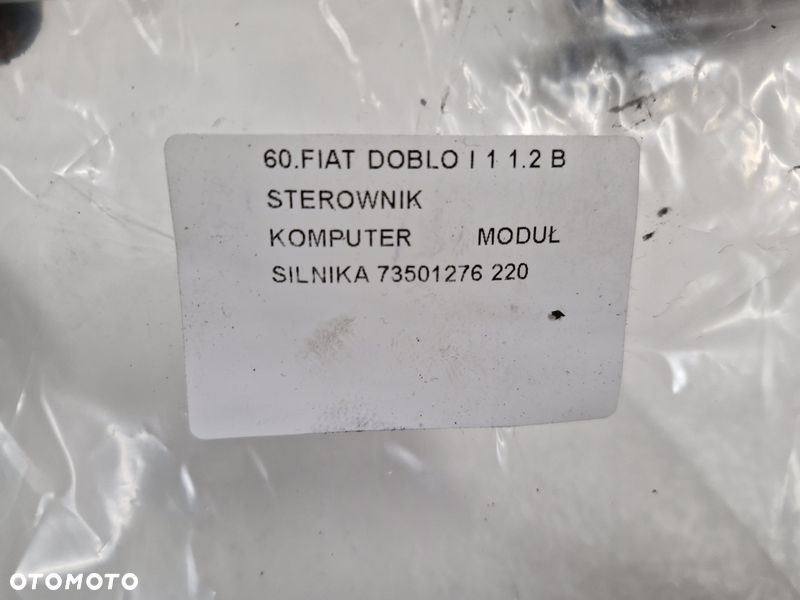 60.FIAT DOBLO I 1 1.2 B
STEROWNIK
KOMPUTER MODUŁ
SILNIKA 73501276 220
OTOMOTO